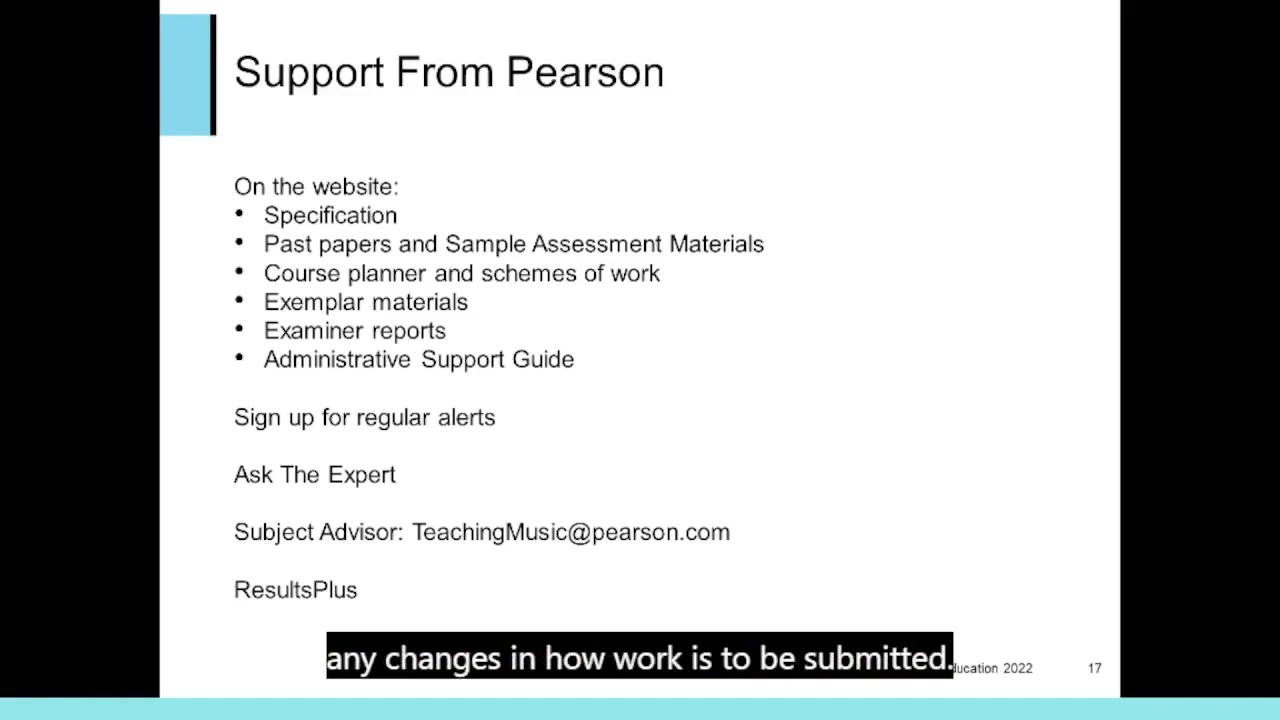 Support From Pearson
On the website:
• Specification
• Past papers and Sample Assessment Materials
• Course planner and schemes of work
• Exemplar materials
• Examiner reports
• Administrative Support Guide
Sign up for regular alerts
Ask The Expert
Subject Advisor: TeachingMusic@pearson.com
ResultsPlus
any changes in how work is to be submitted.
2022
17